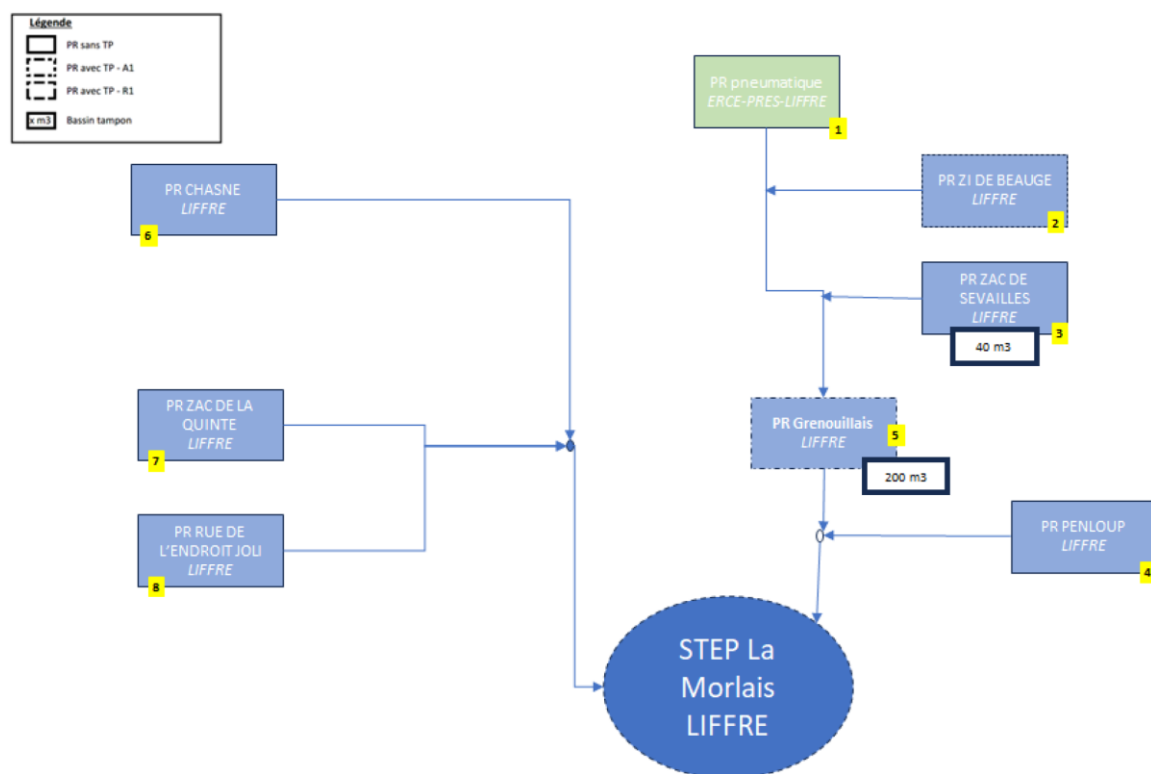 Légende
PR sans TP
PR avec TP - A1
PR avec TP - R1
x m3
Bassin tampon
PR pneumatique
ERCE-PRES-LIFFRE
1
PR ZI DE BEAUGE
LIFFRE
2
PR CHASNE
LIFFRE
6
PR ZAC DE
SEVAILLES
LIFFRE
3
40 m3
PR ZAC DE LA
QUINTE
LIFFRE
7
PR Grenouillais
LIFFRE
5
200 m3
PR RUE DE
L'ENDROIT JOLI
LIFFRE
8
PR PENLOUP
LIFFRE
4
STEP La
Morlais
LIFFRE